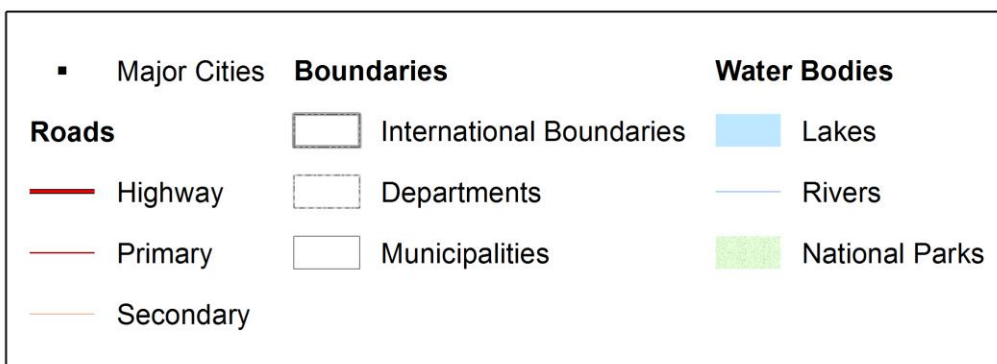 Major Cities
Roads
Highway
Primary
Secondary
Boundaries
International Boundaries
Departments
Municipalities
Water Bodies
Lakes
Rivers
National Parks